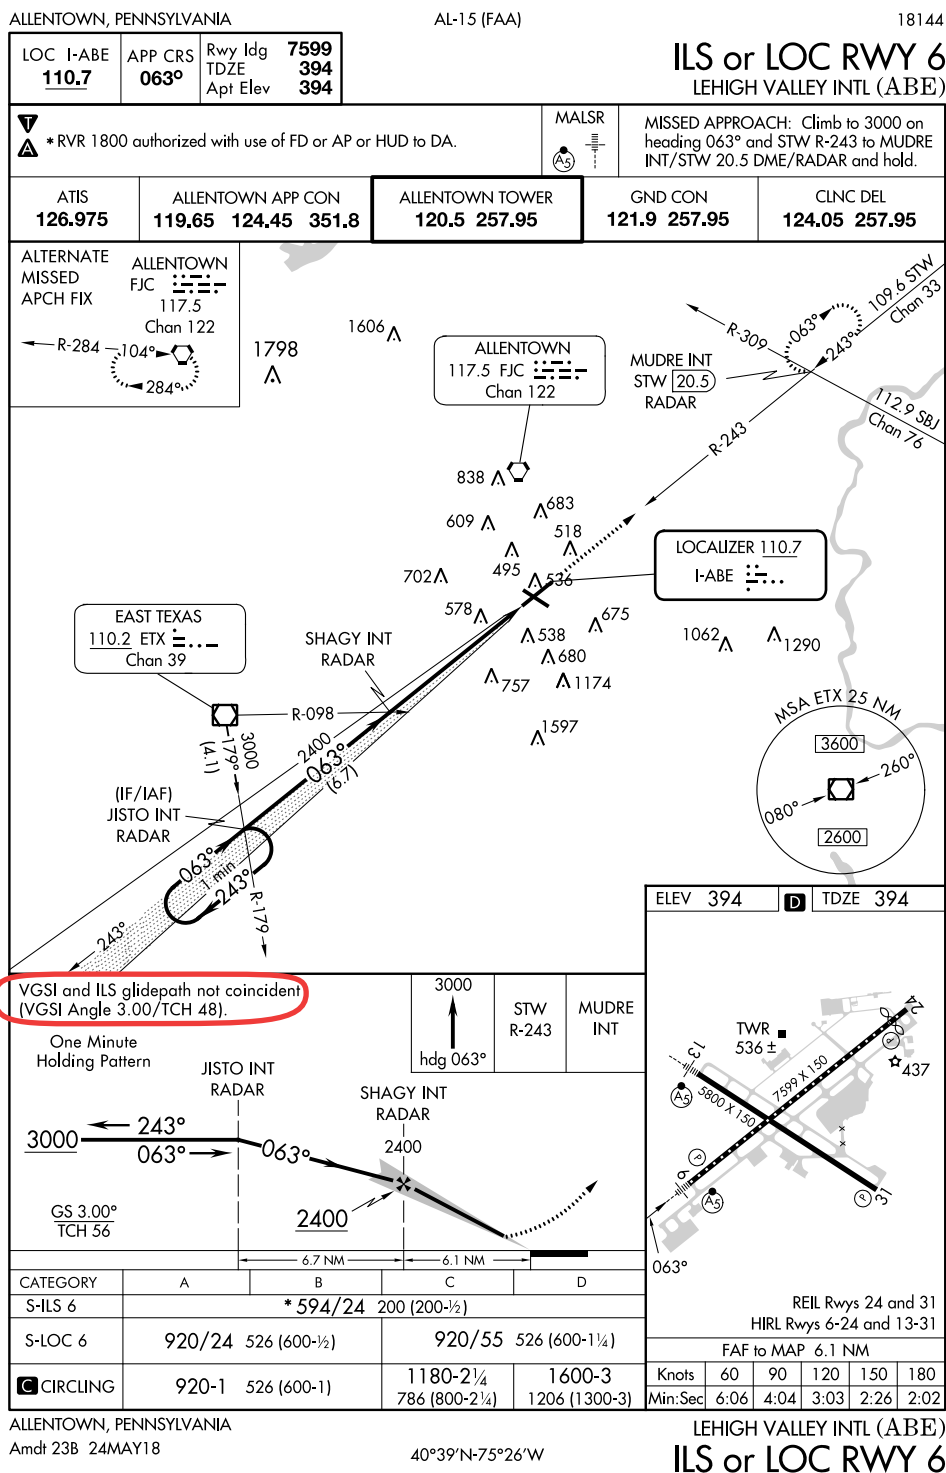 ALLENTOWN, PENNSYLVANIA
AL-15 (FAA)
18144
LOC I-ABE
110.7
APP CRS
063°
Rwy Idg 7599
TDZE 394
Apt Elev 394
ILS or LOC RWY 6
LEHIGH VALLEY INTL (ABE)
T
A
* RVR 1800 authorized with use of FD or AP or HUD to DA.
MALSR
A5
MISSED APPROACH: Climb to 3000 on
heading 063° and STW R-243 to MUDRE
INT/STW 20.5 DME/RADAR and hold.
ATIS
126.975
ALLENTOWN APP CON
119.65 124.45 351.8
ALLENTOWN TOWER
120.5 257.95
GND CON
121.9 257.95
CLNC DEL
124.05 257.95
ALTERNATE
MISSED
APCH FIX
ALLENTOWN
FJC
117.5
Chan 122
R-284
104°
284°
1606
1798
ALLENTOWN
117.5 FJC
Chan 122
MUDRE INT
STW 20.5
RADAR
R-309
063°
243°
109.6 STW
Chan 33
112.9 SBJ
Chan 76
R-243
838
683
609
518
495
536
702
578
675
538
680
757
1174
1597
1062
1290
LOCALIZER 110.7
I-ABE
EAST TEXAS
110.2 ETX
Chan 39
SHAGY INT
RADAR
R-098
3000
179°
(4.1)
2400
063°
(6.7)
(IF/IAF)
JISTO INT
RADAR
063°
1 min
243°
R-179
243°
MSA ETX 25 NM
3600
260°
080°
2600
VGSI and ILS glidepath not coincident
(VGSI Angle 3.00/TCH 48).
One Minute
Holding Pattern
3000
hdg 063°
STW
R-243
MUDRE
INT
JISTO INT
RADAR
SHAGY INT
RADAR
2400
3000
243°
063°
063°
2400
GS 3.00°
TCH 56
6.7 NM
6.1 NM
ELEV 394
D
TDZE 394
TWR
536 ±
437
24
13
7599 X 150
5800 X 150
P
A5
P
6
A5
P
31
x
x
063°
REIL Rwys 24 and 31
HIRL Rwys 6-24 and 13-31
FAF to MAP 6.1 NM
Knots 60 90 120 150 180
Min:Sec 6:06 4:04 3:03 2:26 2:02
CATEGORY A B C D
S-ILS 6 * 594/24 200 (200-½)
S-LOC 6 920/24 526 (600-½) 920/55 526 (600-1¼)
C CIRCLING 920-1 526 (600-1) 1180-2¼ 786 (800-2¼) 1600-3 1206 (1300-3)
ALLENTOWN, PENNSYLVANIA
Amdt 23B 24MAY18
40°39'N-75°26'W
LEHIGH VALLEY INTL (ABE)
ILS or LOC RWY 6